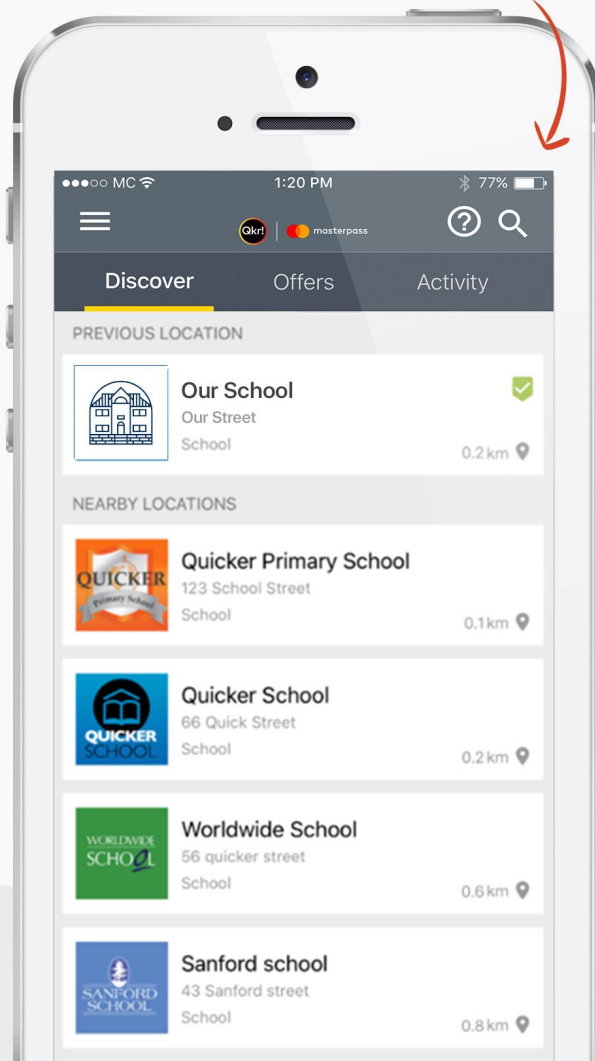 MC 1:20 PM 77%
Qkr! masterpass
Discover Offers Activity
PREVIOUS LOCATION
Our School
Our Street
School
0.2 km
NEARBY LOCATIONS
QUICKER
Primary School
Quicker Primary School
123 School Street
School
0.1 km
QUICKER
SCHOOL
Quicker School
66 Quick Street
School
0.2 km
WORLDWIDE
SCHOOL
Worldwide School
56 quicker street
School
0.6 km
SANFORD
SCHOOL
Sanford school
43 Sanford street
School
0.8 km